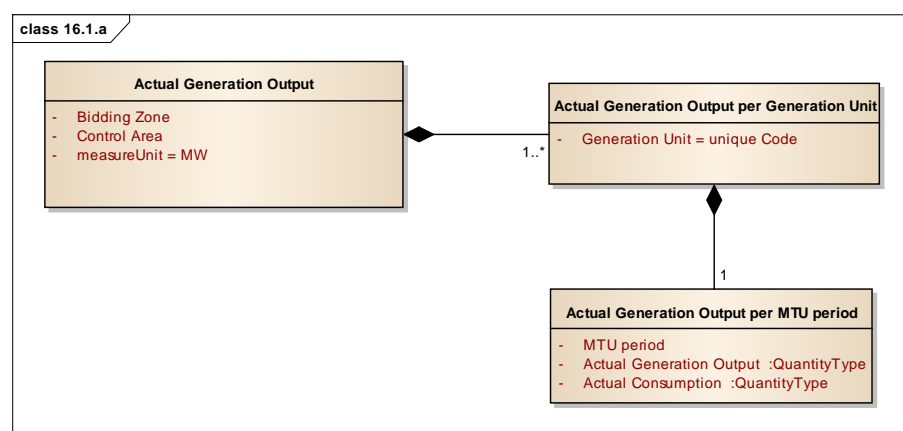 class 16.1.a
Actual Generation Output
- Bidding Zone
- Control Area
- measureUnit = MW
1..*
Actual Generation Output per Generation Unit
- Generation Unit = unique Code
1
Actual Generation Output per MTU period
- MTU period
- Actual Generation Output :QuantityType
- Actual Consumption :QuantityType